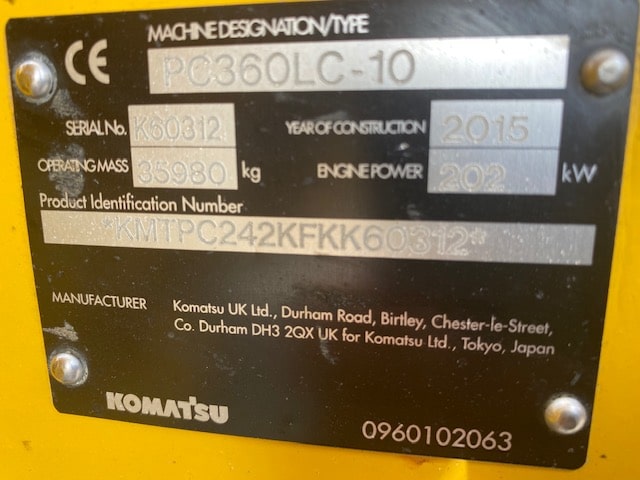 MACHINE DESIGNATION/TYPE
CE PC360LC-10
SERIAL No. K60312 YEAR OF CONSTRUCTION 2015
OPERATING MASS 35980 kg ENGINE POWER 202 kW
Product Identification Number
*KMTPC242KFKK60312*
MANUFACTURER Komatsu UK Ltd., Durham Road, Birtley, Chester-le-Street,
Co. Durham DH3 2QX UK for Komatsu Ltd., Tokyo, Japan
KOMATSU
0960102063